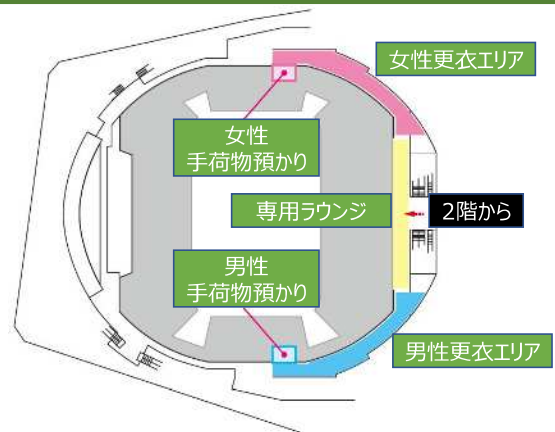 女性更衣エリア
女性
手荷物預かり
専用ラウンジ
2階から
男性
手荷物預かり
男性更衣エリア